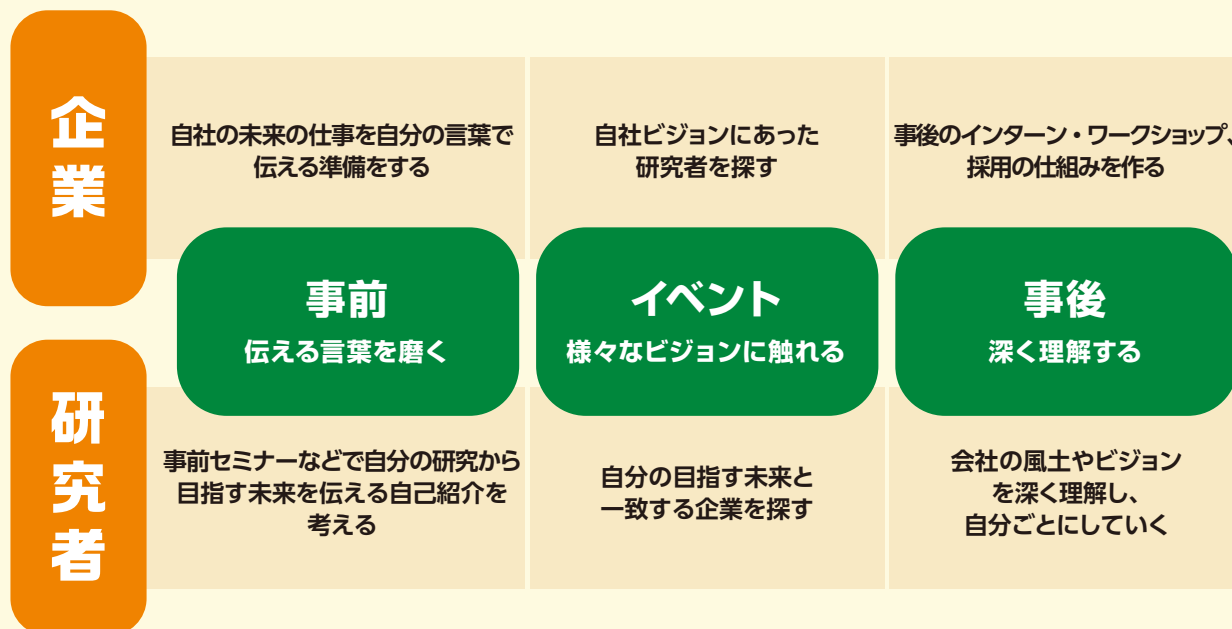 企業
自社の未来の仕事を自分の言葉で
伝える準備をする
自社ビジョンにあった
研究者を探す
事後のインターン・ワークショップ、
採用の仕組みを作る
事前
伝える言葉を磨く
イベント
様々なビジョンに触れる
事後
深く理解する
研究者
事前セミナーなどで自分の研究から
目指す未来を伝える自己紹介を
考える
自分の目指す未来と
一致する企業を探す
会社の風土やビジョン
を深く理解し、
自分ごとにしていく